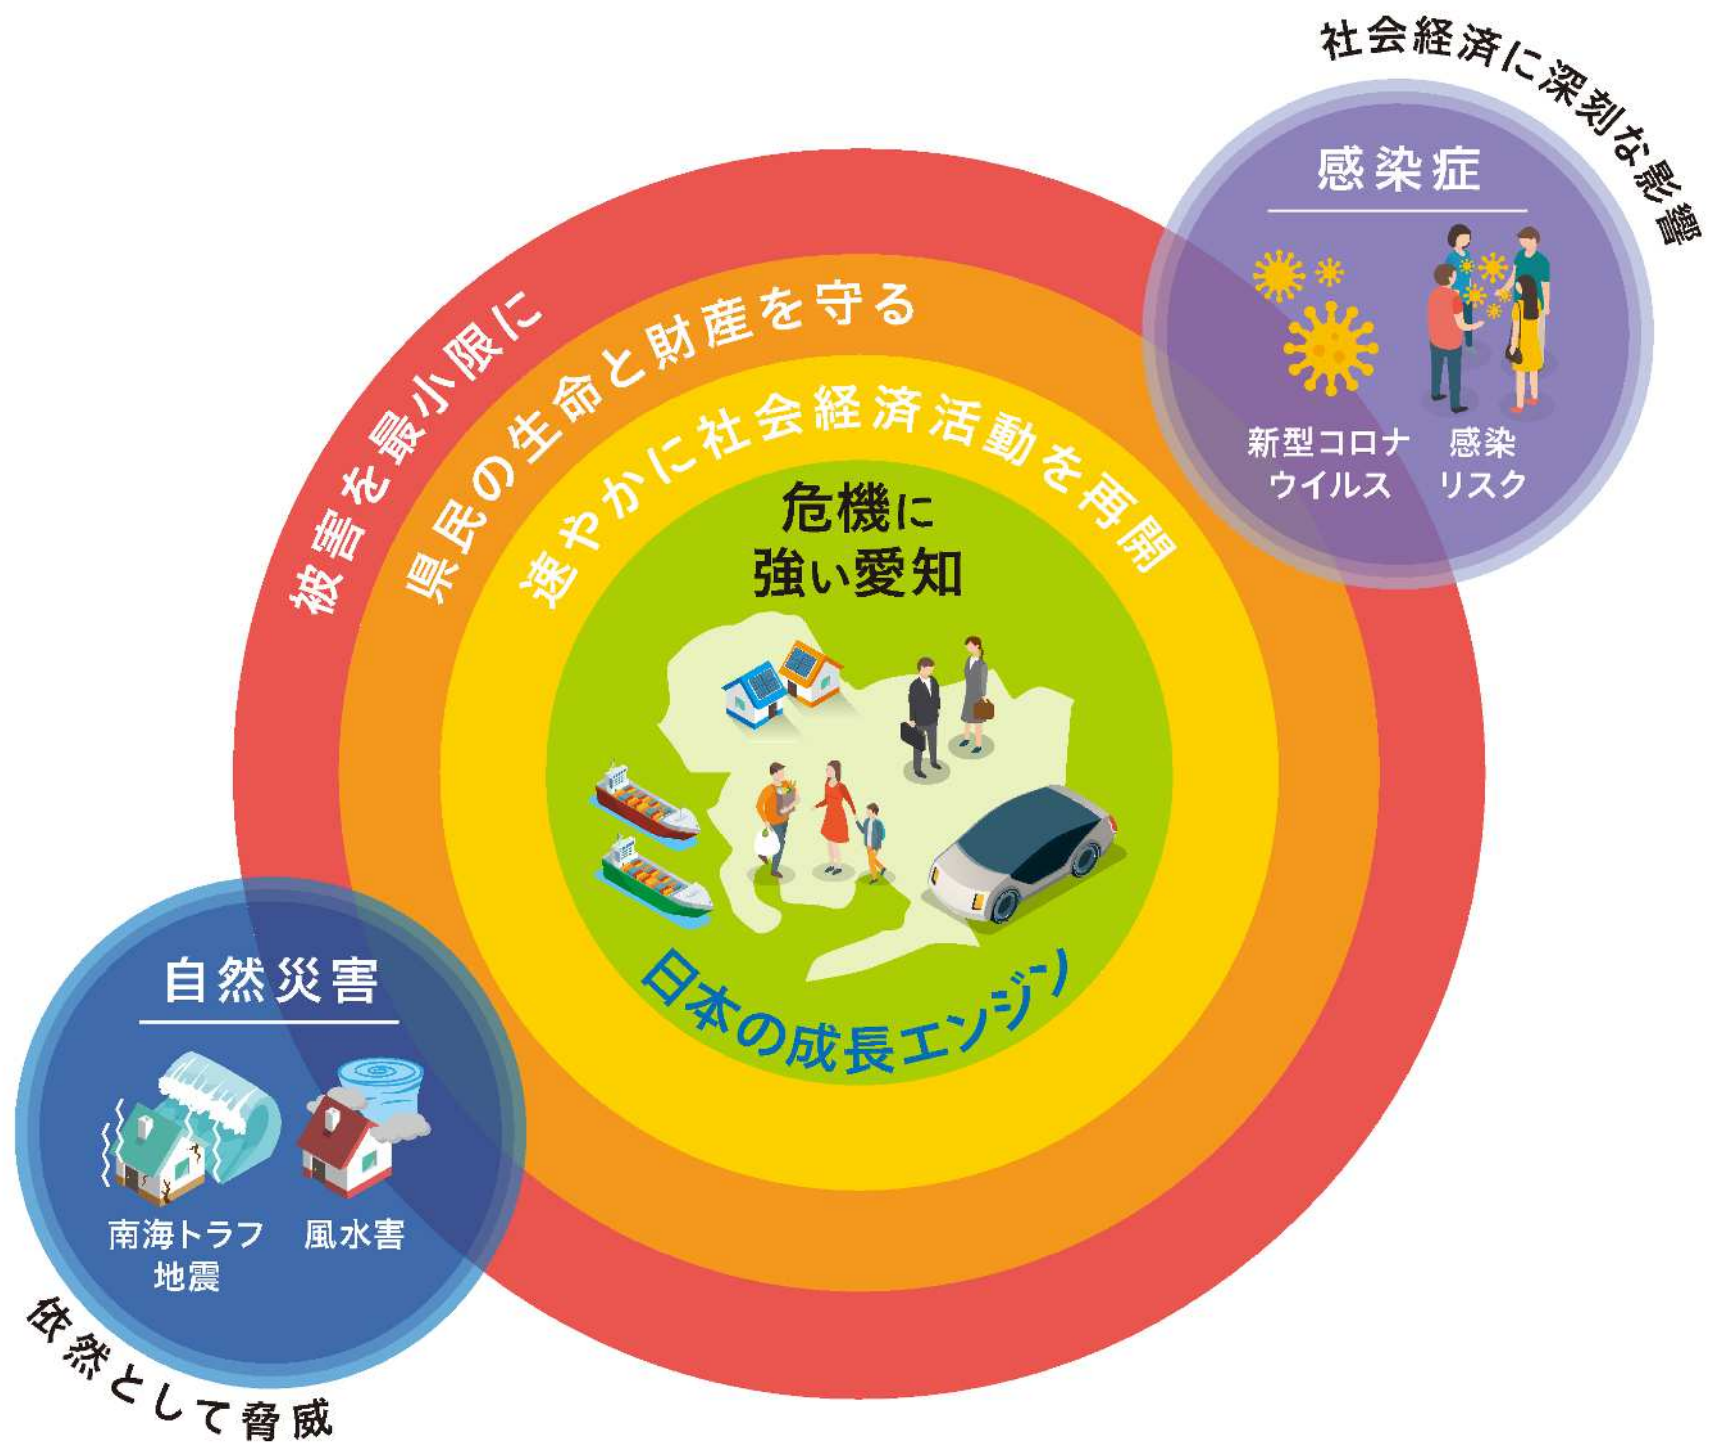 社会経済に深刻な影響
感染症
新型コロナ
ウイルス
感染
リスク
被害を最小限に
県民の生命と財産を守る
速やかに社会経済活動を再開
危機に
強い愛知
日本の成長エンジン
自然災害
南海トラフ
地震
風水害
依然として脅威